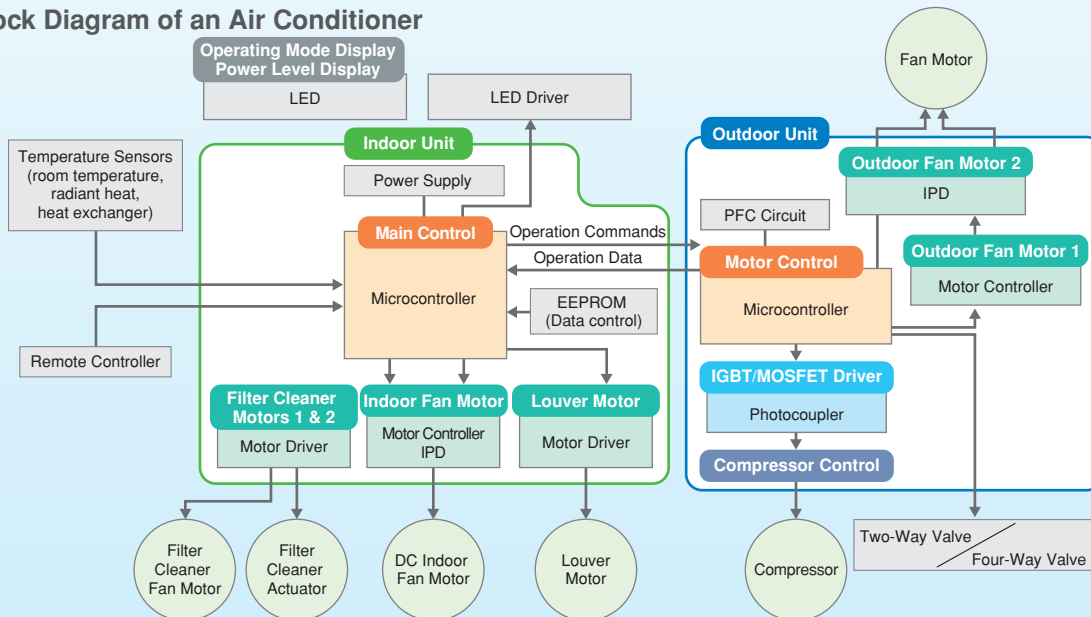 ock Diagram of an Air Conditioner
Operating Mode Display
Power Level Display
LED
LED Driver
Fan Motor
Indoor Unit
Outdoor Unit
Temperature Sensors
(room temperature,
radiant heat,
heat exchanger)
Power Supply
Main Control
Microcontroller
Operation Commands
Operation Data
EEPROM
(Data control)
Remote Controller
PFC Circuit
Motor Control
Microcontroller
Outdoor Fan Motor 2
IPD
Outdoor Fan Motor 1
Motor Controller
Filter Cleaner
Motors 1 & 2
Motor Driver
Indoor Fan Motor
Motor Controller
IPD
Louver Motor
Motor Driver
IGBT/MOSFET Driver
Photocoupler
Compressor Control
Filter
Cleaner
Fan Motor
Filter
Cleaner
Actuator
DC Indoor
Fan Motor
Louver
Motor
Compressor
Two-Way Valve
Four-Way Valve